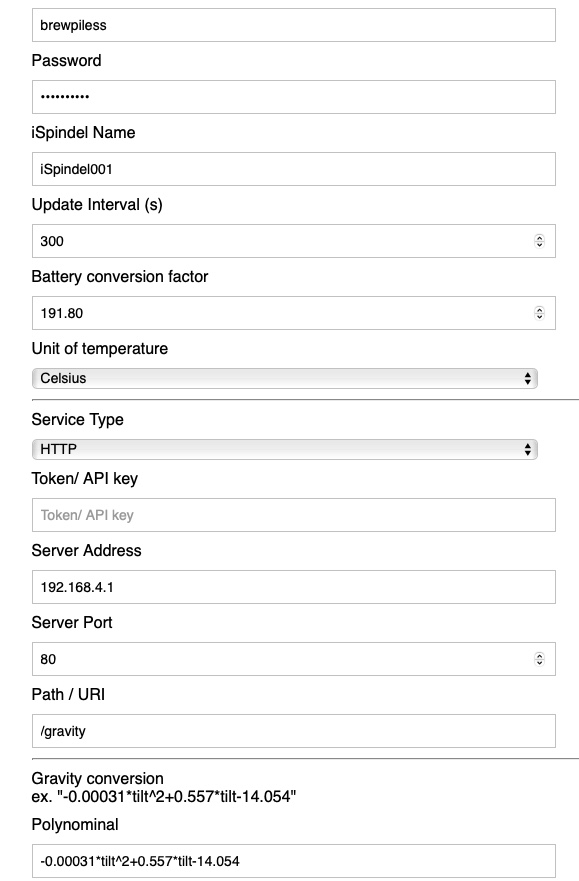 brewpiless
Password
••••••••••
iSpindel Name
iSpindel001
Update Interval (s)
300
Battery conversion factor
191.80
Unit of temperature
Celsius
Service Type
HTTP
Token/ API key
Token/ API key
Server Address
192.168.4.1
Server Port
80
Path / URI
/gravity
Gravity conversion
ex. "-0.00031*tilt^2+0.557*tilt-14.054"
Polynominal
-0.00031*tilt^2+0.557*tilt-14.054